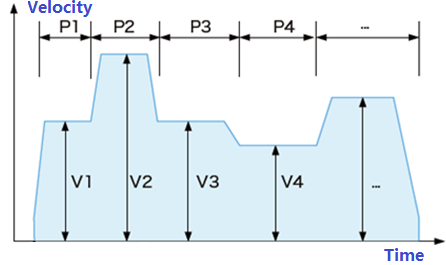 Velocity
P1 P2 P3 P4 ...
V1 V2 V3 V4 ...
Time